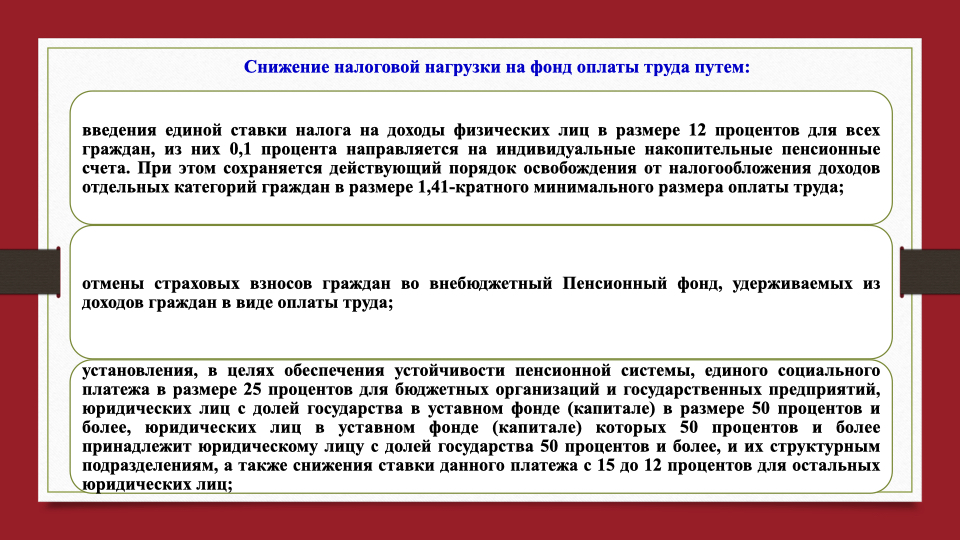 Снижение налоговой нагрузки на фонд оплаты труда путем:
введения единой ставки налога на доходы физических лиц в размере 12 процентов для всех
граждан, из них 0,1 процента направляется на индивидуальные накопительные пенсионные
счета. При этом сохраняется действующий порядок освобождения от налогообложения доходов
отдельных категорий граждан в размере 1,41-кратного минимального размера оплаты труда;
отмены страховых взносов граждан во внебюджетный Пенсионный фонд, удерживаемых из
доходов граждан в виде оплаты труда;
установления, в целях обеспечения устойчивости пенсионной системы, единого социального
платежа в размере 25 процентов для бюджетных организаций и государственных предприятий,
юридических лиц с долей государства в уставном фонде (капитале) в размере 50 процентов и
более, юридических лиц в уставном фонде (капитале) которых 50 процентов и более
принадлежит юридическому лицу с долей государства 50 процентов и более, и их структурным
подразделениям, а также снижения ставки данного платежа с 15 до 12 процентов для остальных
юридических лиц;